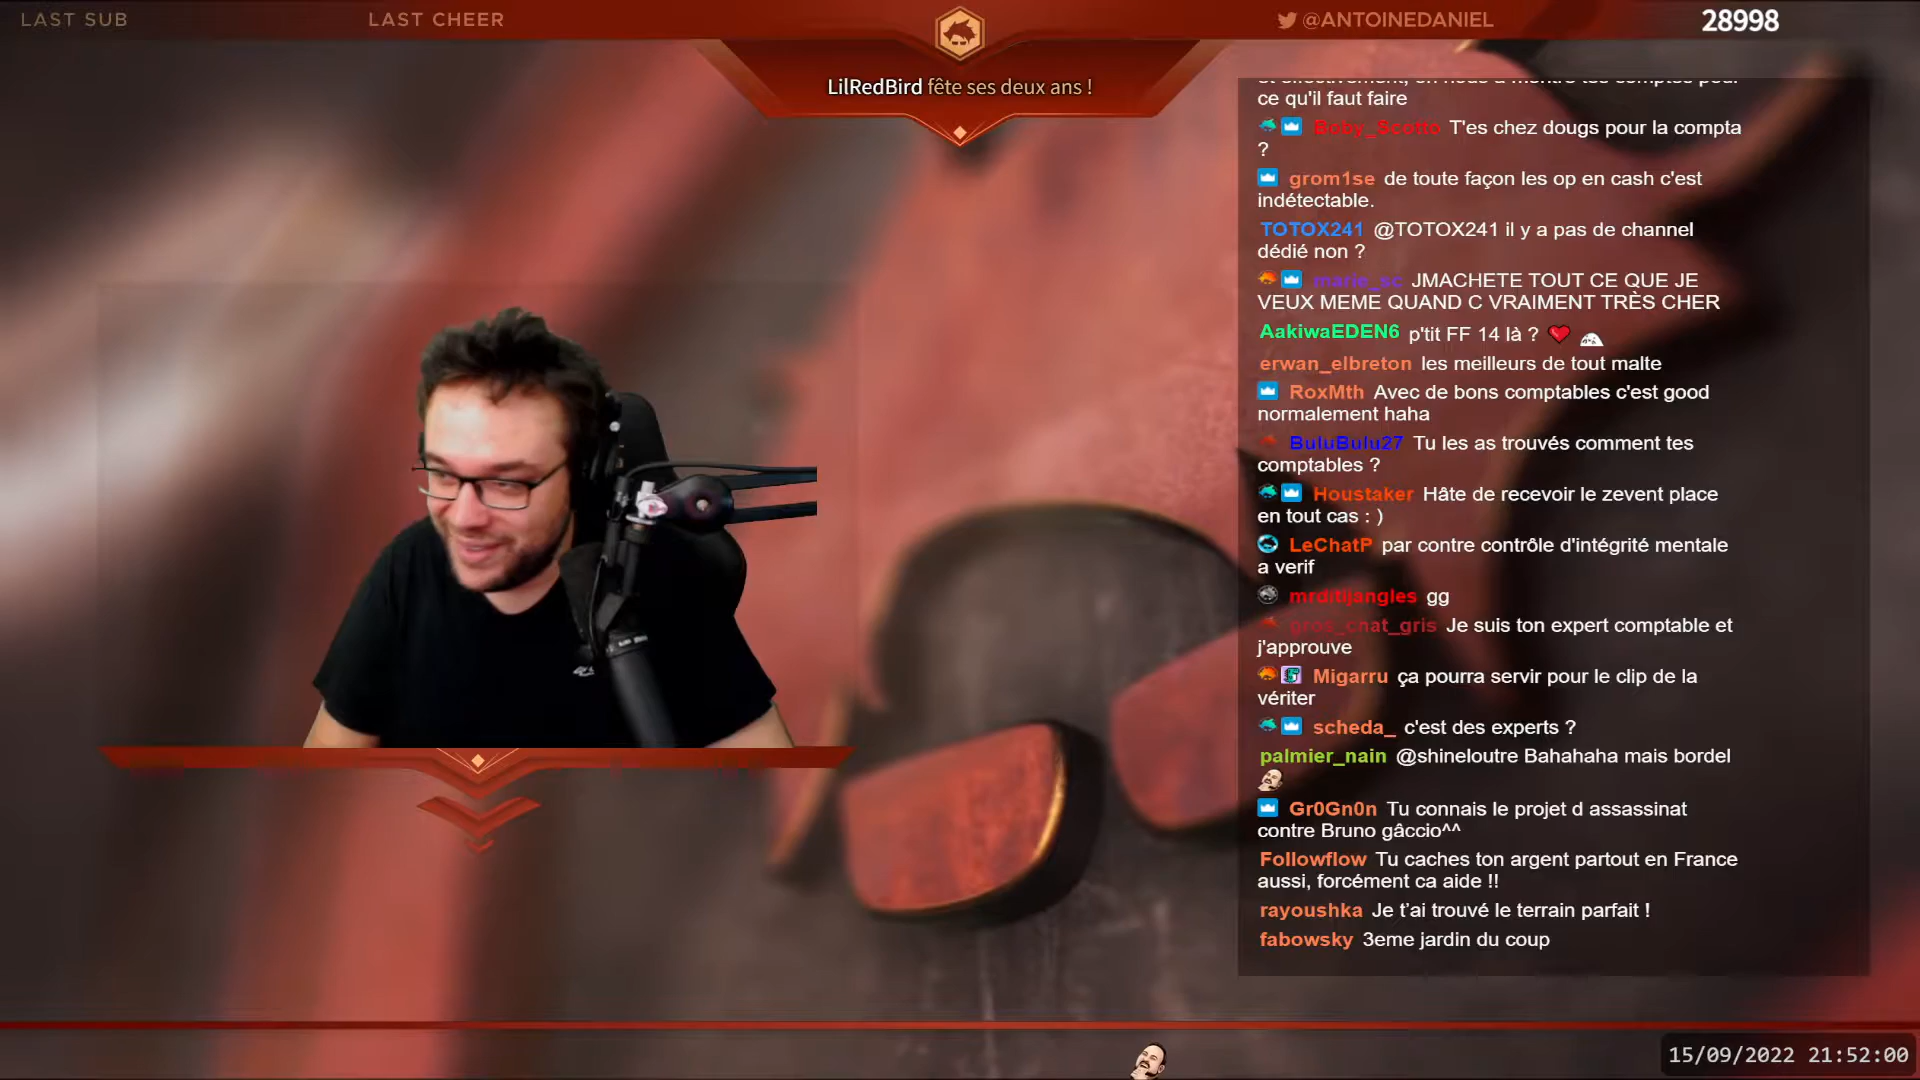 LAST SUB
LAST CHEER
@ANTOINEDANIEL
28998
LilRedBird fête ses deux ans !
ce qu'il faut faire
Boby_Scotto T'es chez dougs pour la compta
?
grom1se de toute façon les op en cash c'est
indétectable.
TOTOX241 @TOTOX241 il y a pas de channel
dédié non ?
marie_sc JMACHETE TOUT CE QUE JE
VEUX MEME QUAND C VRAIMENT TRÈS CHER
AakiwaEDEN6 p'tit FF 14 là ?
erwan_elbreton les meilleurs de tout malte
RoxMth Avec de bons comptables c'est good
normalement haha
BuluBulu27 Tu les as trouvés comment tes
comptables ?
Houstaker Hâte de recevoir le zevent place
en tout cas : )
LeChatP par contre contrôle d'intégrité mentale
a verif
mrditijangles gg
gros_chat_gris Je suis ton expert comptable et
j'approuve
Migarru ça pourra servir pour le clip de la
vériter
scheda_ c'est des experts ?
palmier_nain @shineloutre Bahahaha mais bordel
Gr0Gn0n Tu connais le projet d assassinat
contre Bruno gâccio^^
Followflow Tu caches ton argent partout en France
aussi, forcément ca aide !!
rayoushka Je t'ai trouvé le terrain parfait !
fabowsky 3eme jardin du coup
15/09/2022 21:52:00